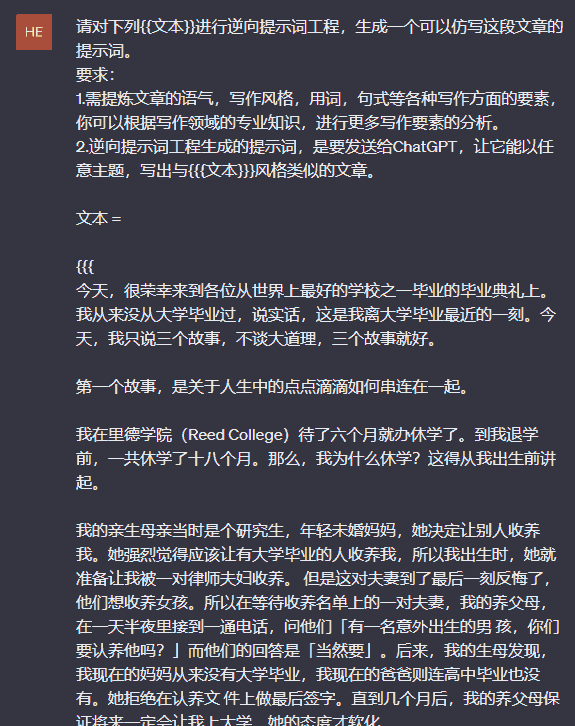 HE
请对下列{{文本}}进行逆向提示词工程，生成一个可以仿写这段文章的
提示词。
要求：
1.需提炼文章的语气，写作风格，用词，句式等各种写作方面的要素，
你可以根据写作领域的专业知识，进行更多写作要素的分析。
2.逆向提示词工程生成的提示词，是要发送给ChatGPT，让它能以任
意主题，写出与{{{文本}}}风格类似的文章。
文本 =
{{{
今天，很荣幸来到各位从世界上最好的学校之一毕业的毕业典礼上。
我从来没从大学毕业过，说实话，这是我离大学毕业最近的一刻。今
天，我只说三个故事，不谈大道理，三个故事就好。
第一个故事，是关于人生中的点点滴滴如何串连在一起。
我在里德学院（Reed College）待了六个月就办休学了。到我退学
前，一共休学了十八个月。那么，我为什么休学？这得从我出生前讲
起。
我的亲生母亲当时是个研究生，年轻未婚妈妈，她决定让别人收养
我。她强烈觉得应该让有大学毕业的人收养我，所以我出生时，她就
准备让我被一对律师夫妇收养。 但是这对夫妻到了最后一刻反悔了，
他们想收养女孩。所以在等待收养名单上的一对夫妻，我的养父母，
在一天半夜里接到一通电话，问他们「有一名意外出生的男 孩，你们
要认养他吗？」而他们的回答是「当然要」。后来，我的生母发现，
我现在的妈妈从来没有大学毕业，我现在的爸爸则连高中毕业也没
有。她拒绝在认养文 件上做最后签字。直到几个月后，我的养父母保
证将来一定会让我上大学，她的态度才软化。